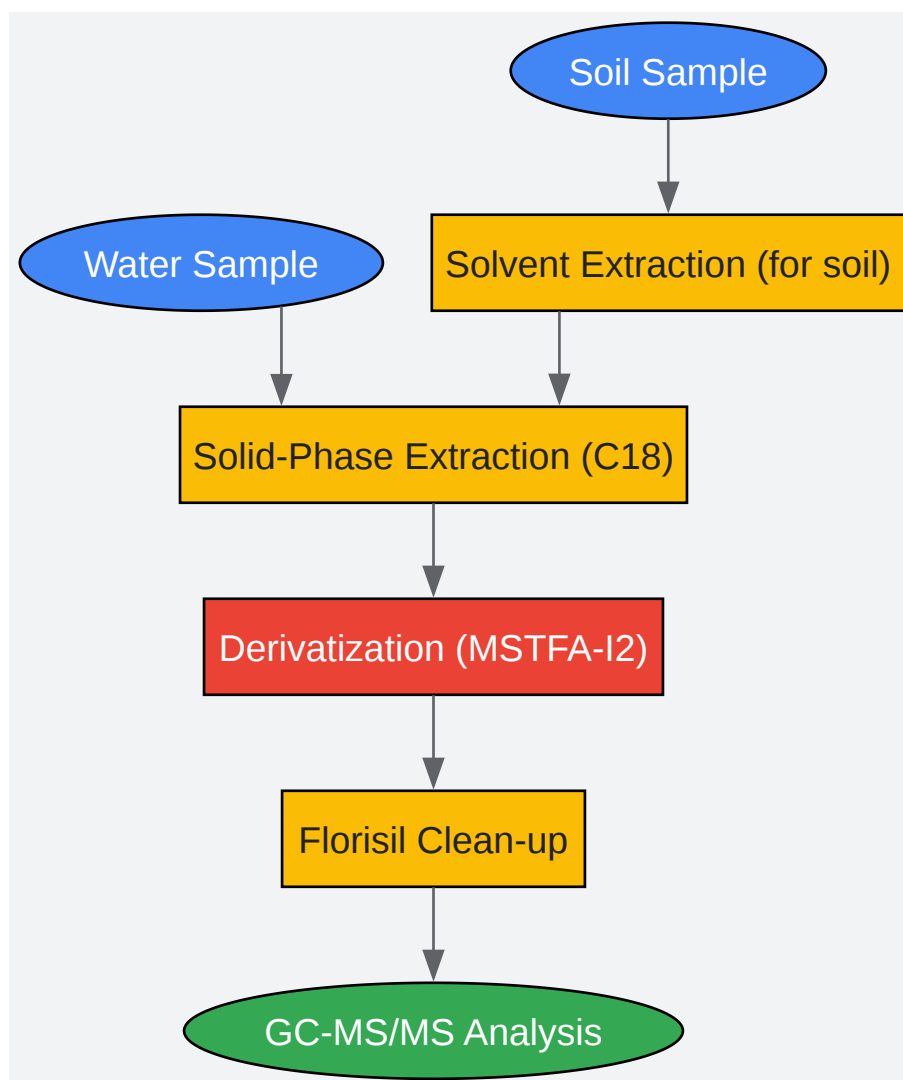 Soil Sample
Water Sample
Solvent Extraction (for soil)
Solid-Phase Extraction (C18)
Derivatization (MSTFA-I2)
Florisil Clean-up
GC-MS/MS Analysis